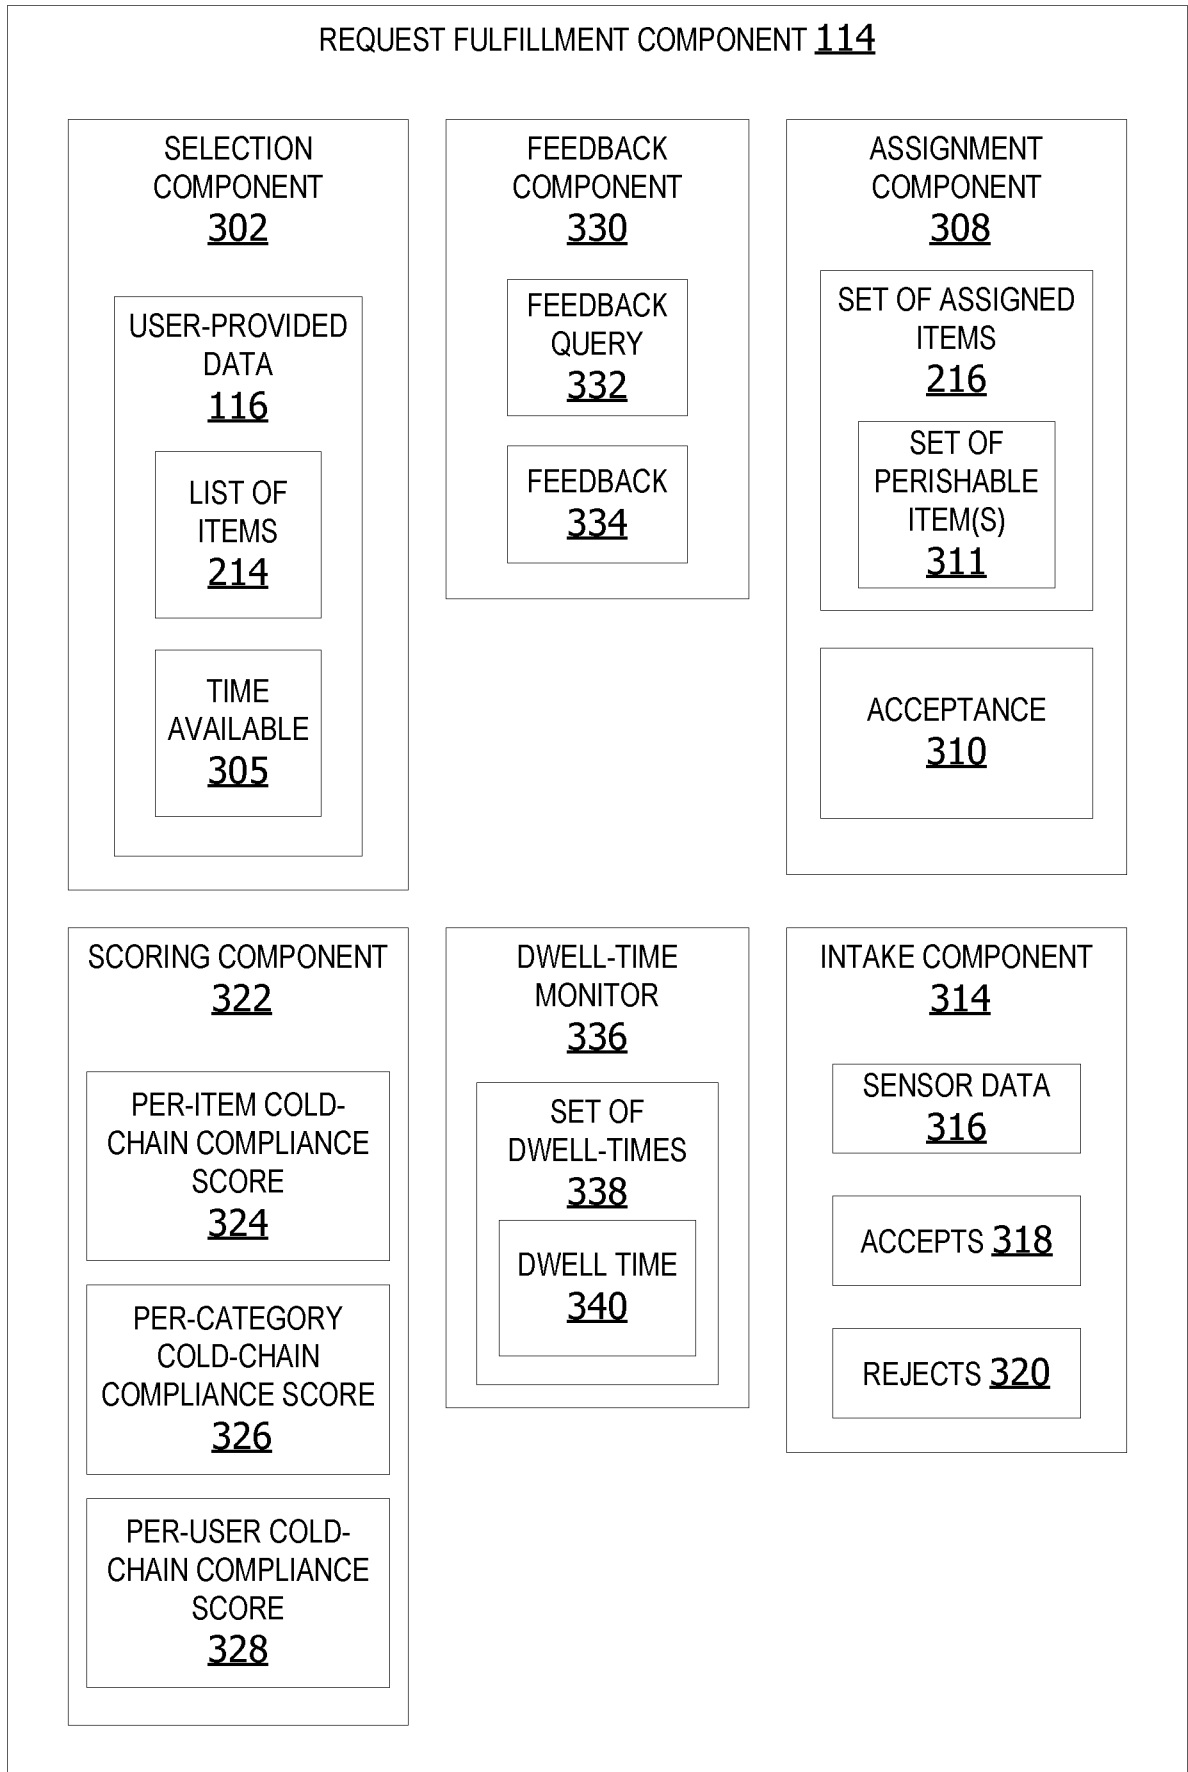 REQUEST FULFILLMENT COMPONENT 114
SELECTION
COMPONENT
302
USER-PROVIDED
DATA
116
LIST OF
ITEMS
214
TIME
AVAILABLE
305
FEEDBACK
COMPONENT
330
FEEDBACK
QUERY
332
FEEDBACK
334
ASSIGNMENT
COMPONENT
308
SET OF ASSIGNED
ITEMS
216
SET OF
PERISHABLE
ITEM(S)
311
ACCEPTANCE
310
SCORING COMPONENT
322
PER-ITEM COLD-
CHAIN COMPLIANCE
SCORE
324
PER-CATEGORY
COLD-CHAIN
COMPLIANCE SCORE
326
PER-USER COLD-
CHAIN COMPLIANCE
SCORE
328
DWELL-TIME
MONITOR
336
SET OF
DWELL-TIMES
338
DWELL TIME
340
INTAKE COMPONENT
314
SENSOR DATA
316
ACCEPTS 318
REJECTS 320